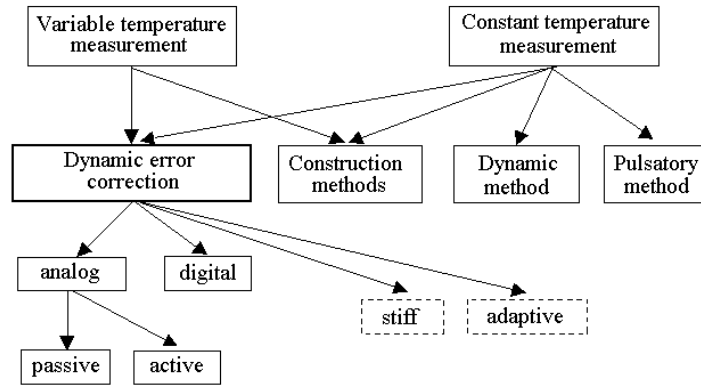 Variable temperature
measurement
Constant temperature
measurement
Dynamic error
correction
Construction
methods
Dynamic
method
Pulsatory
method
analog
digital
stiff
adaptive
passive
active